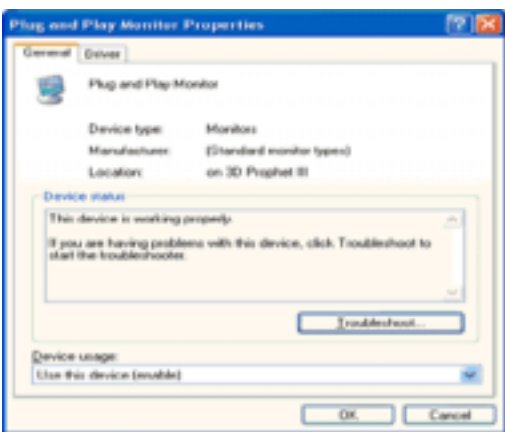 Plug and Play Monitor Properties
General Driver
Plug and Play Monitor
Device type: Monitors
Manufacturer: (Standard monitor types)
Location: on 3D Prophet III
Device status
This device is working properly.
If you are having problems with this device, click Troubleshoot to
start the troubleshooter.
Troubleshoot...
Device usage:
Use this device (enable)
OK Cancel